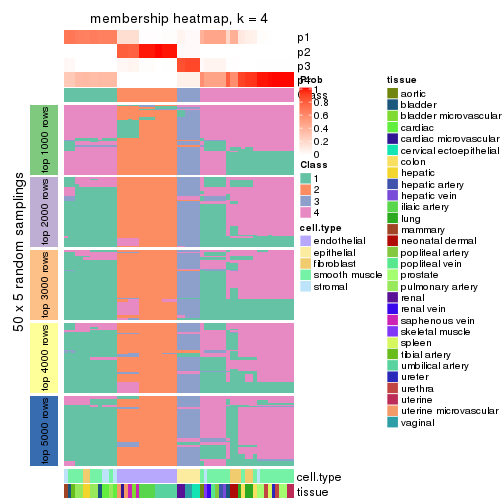 membership heatmap, k = 4
p1
p2
p3
p4
Class
50 x 5 random samplings
top 1000 rows
top 2000 rows
top 3000 rows
top 4000 rows
top 5000 rows
cell.type
tissue
Prob
1
0.8
0.6
0.4
0.2
0
Class
1
2
3
4
cell.type
endothelial
epithelial
fibroblast
smooth muscle
stromal
tissue
aortic
bladder
bladder microvascular
cardiac
cardiac microvascular
cervical ectoepithelial
colon
hepatic
hepatic artery
hepatic vein
iliac artery
lung
mammary
neonatal dermal
popliteal artery
popliteal vein
prostate
pulmonary artery
renal
renal vein
saphenous vein
skeletal muscle
spleen
tibial artery
umbilical artery
ureter
urethra
uterine
uterine microvascular
vaginal